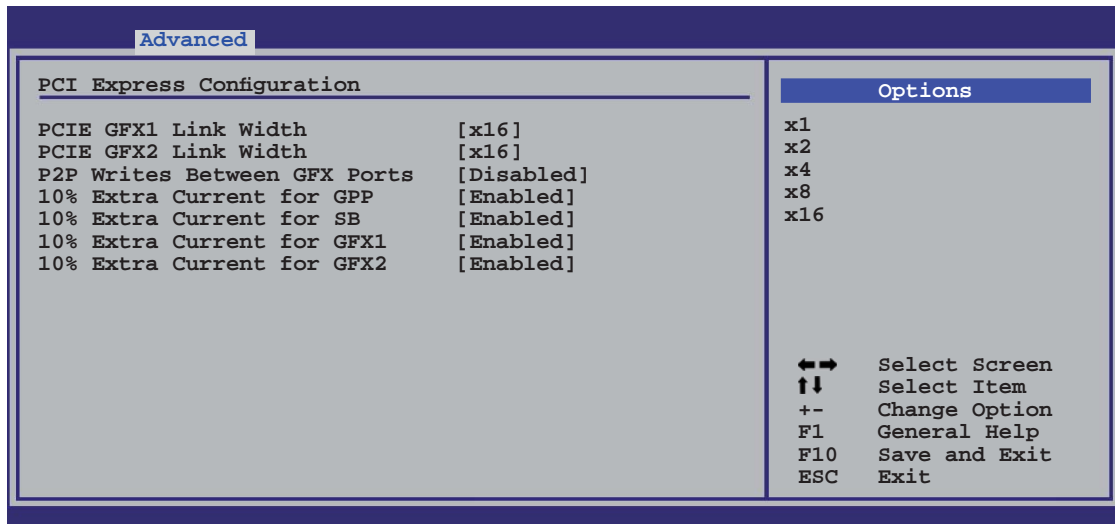 Advanced
PCI Express Configuration
PCIE GFX1 Link Width [x16]
PCIE GFX2 Link Width [x16]
P2P Writes Between GFX Ports [Disabled]
10% Extra Current for GPP [Enabled]
10% Extra Current for SB [Enabled]
10% Extra Current for GFX1 [Enabled]
10% Extra Current for GFX2 [Enabled]
Options
x1
x2
x4
x8
x16
←→ Select Screen
↑↓ Select Item
+- Change Option
F1 General Help
F10 Save and Exit
ESC Exit